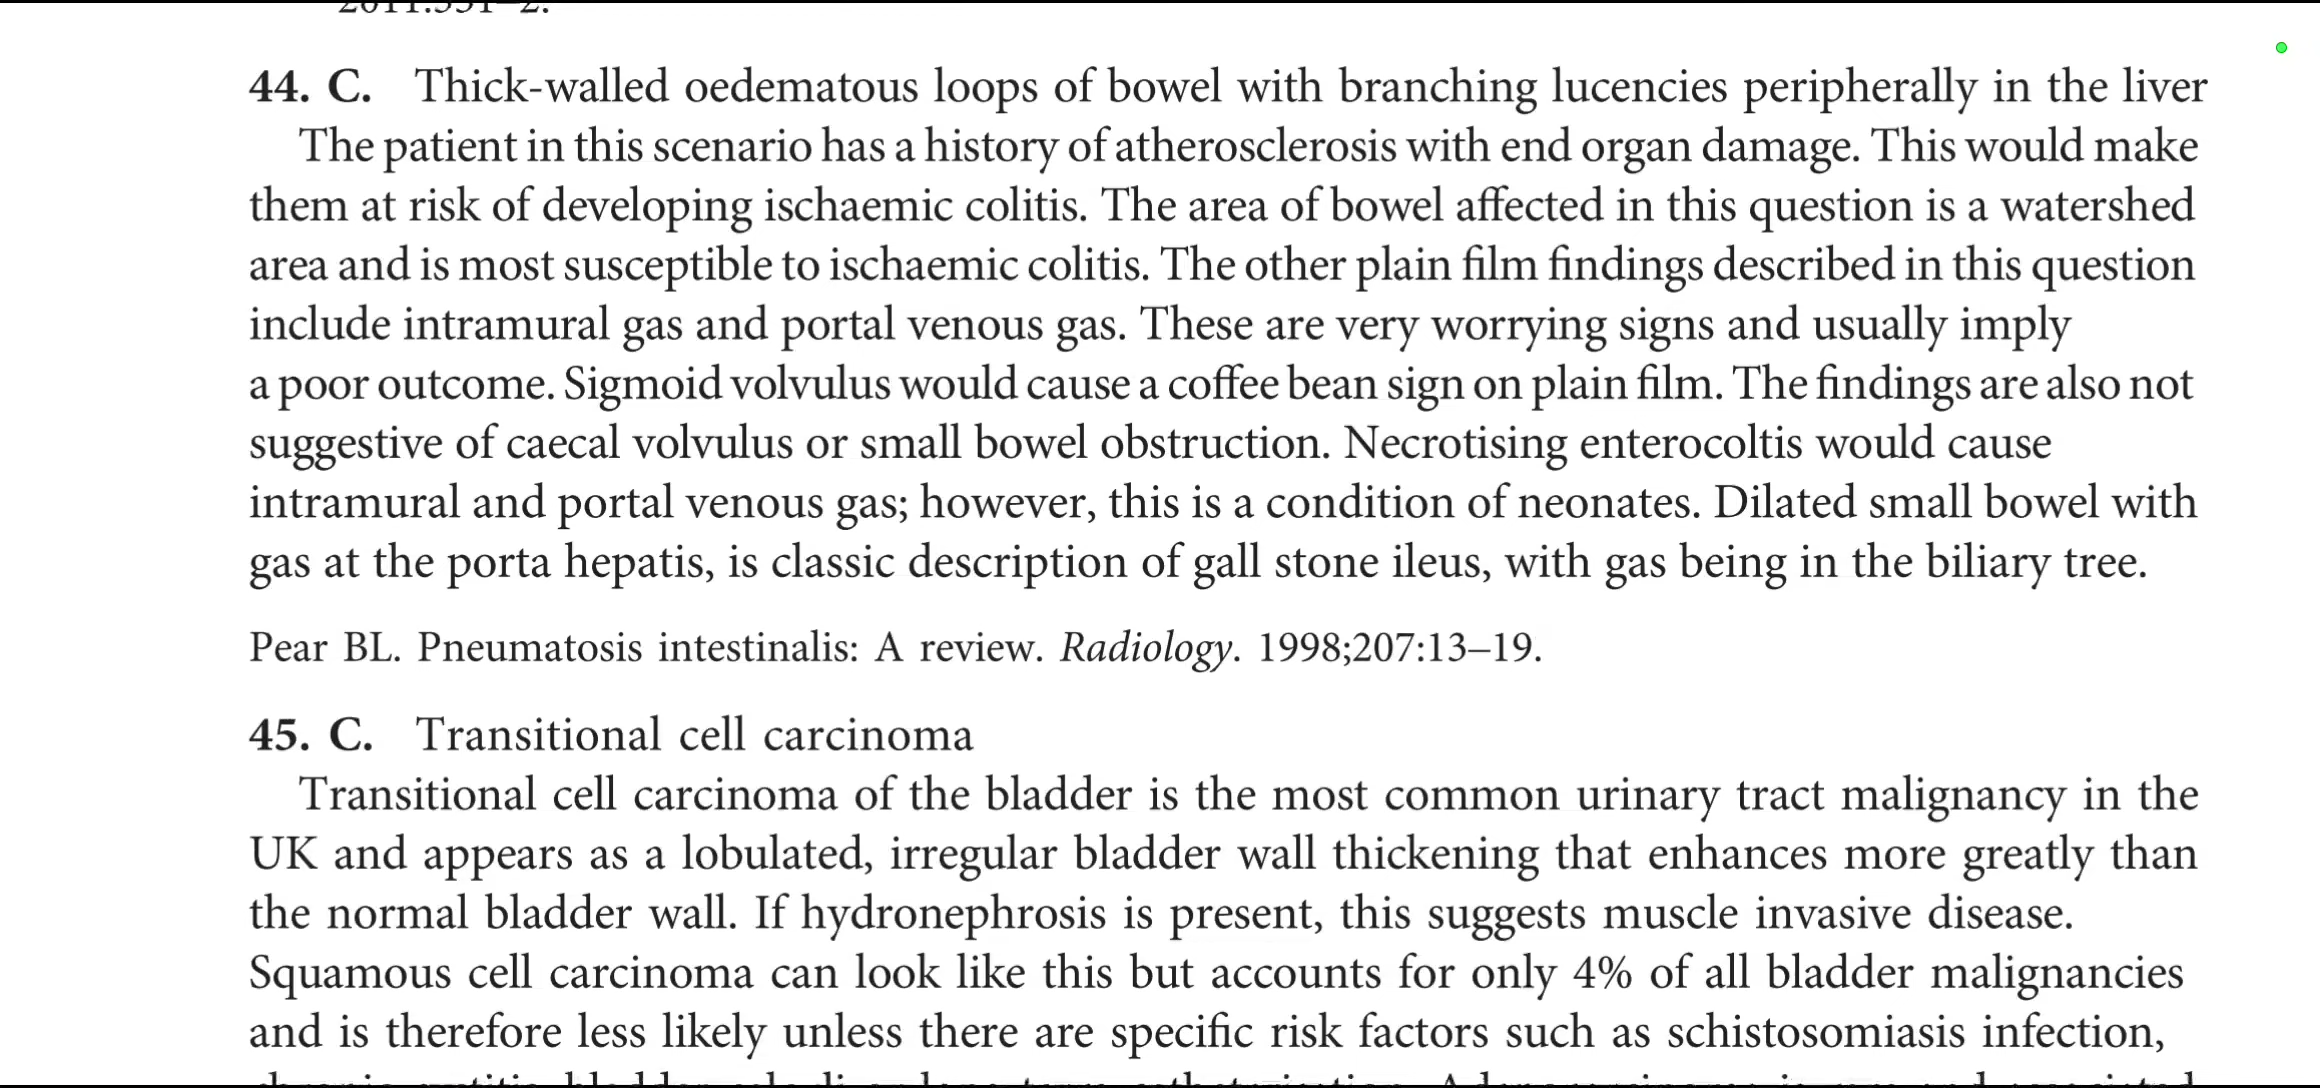 2011:331–2.
44. C. Thick-walled oedematous loops of bowel with branching lucencies peripherally in the liver
The patient in this scenario has a history of atherosclerosis with end organ damage. This would make
them at risk of developing ischaemic colitis. The area of bowel affected in this question is a watershed
area and is most susceptible to ischaemic colitis. The other plain film findings described in this question
include intramural gas and portal venous gas. These are very worrying signs and usually imply
a poor outcome. Sigmoid volvulus would cause a coffee bean sign on plain film. The findings are also not
suggestive of caecal volvulus or small bowel obstruction. Necrotising enterocoltis would cause
intramural and portal venous gas; however, this is a condition of neonates. Dilated small bowel with
gas at the porta hepatis, is classic description of gall stone ileus, with gas being in the biliary tree.
Pear BL. Pneumatosis intestinalis: A review. Radiology. 1998;207:13–19.
45. C. Transitional cell carcinoma
Transitional cell carcinoma of the bladder is the most common urinary tract malignancy in the
UK and appears as a lobulated, irregular bladder wall thickening that enhances more greatly than
the normal bladder wall. If hydronephrosis is present, this suggests muscle invasive disease.
Squamous cell carcinoma can look like this but accounts for only 4% of all bladder malignancies
and is therefore less likely unless there are specific risk factors such as schistosomiasis infection,